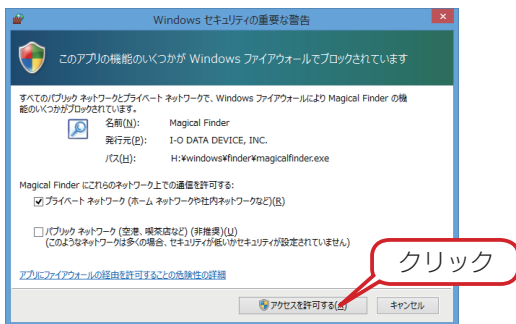 Windows セキュリティの重要な警告
このアプリの機能のいくつかが Windows ファイアウォールでブロックされています
すべてのパブリック ネットワークとプライベート ネットワークで、Windows ファイアウォールにより Magical Finder の機
能のいくつかがブロックされています。
名前(N): Magical Finder
発行元(P): I-O DATA DEVICE, INC.
パス(H): H:¥windows¥finder¥magicalfinder.exe
Magical Finder にこれらのネットワーク上での通信を許可する:
プライベート ネットワーク (ホーム ネットワークや社内ネットワークなど)(R)
パブリック ネットワーク (空港、喫茶店など) (非推奨)(U)
(このようなネットワークは多くの場合、セキュリティが低いかセキュリティが設定されていません)
クリック
アプリにファイアウォールの経由を許可することの危険性の詳細
アクセスを許可する(A) キャンセル